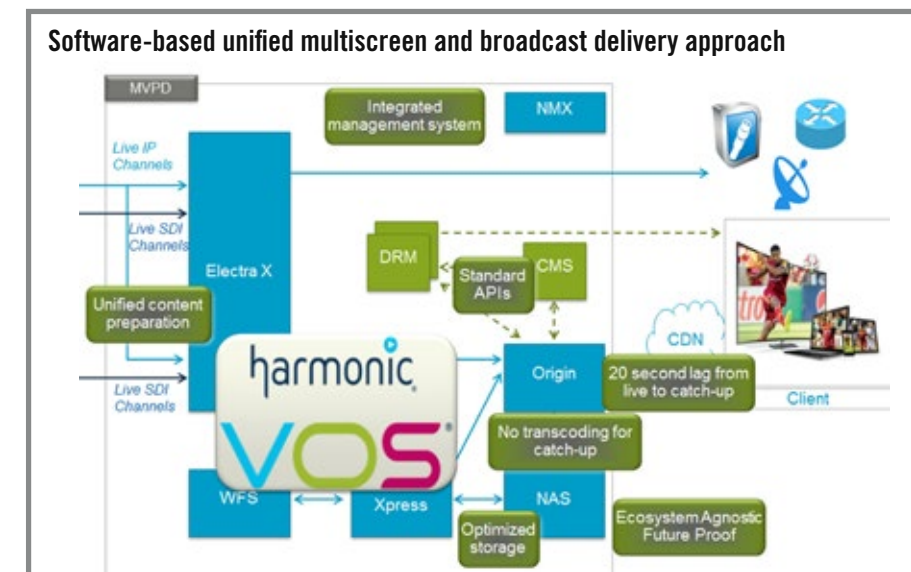 Software-based unified multiscreen and broadcast delivery approach
MVPD
Integrated
management system
NMX
Live IP
Channels
Live SDI
Channels
Electra X
DRM
Standard
APIs
CMS
Unified content
preparation
CDN
Live SDI
Channels
harmonic
VOS
Origin
20 second lag from
live to catch-up
Client
No transcoding for
catch-up
WFS
Xpress
NAS
Optimized
storage
Ecosystem Agnostic
Future Proof